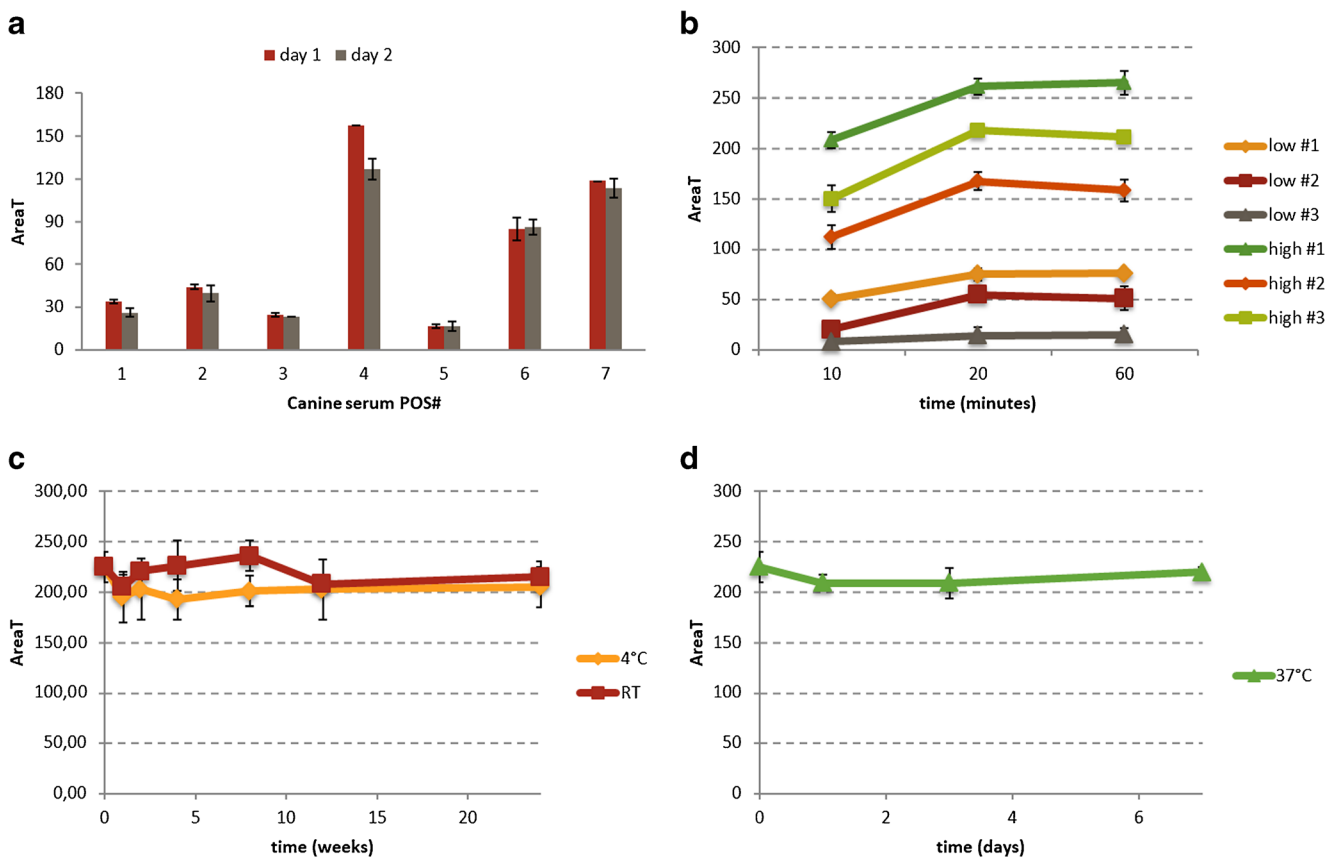 a
day 1 day 2
180
150
120
90
60
30
0
AreaT
1 2 3 4 5 6 7
Canine serum POS#
b
300
250
200
150
100
50
0
AreaT
10 20 60
time (minutes)
low #1
low #2
low #3
high #1
high #2
high #3
c
300,00
250,00
200,00
150,00
100,00
50,00
0,00
AreaT
0 5 10 15 20
time (weeks)
4°C
RT
d
300
250
200
150
100
50
0
AreaT
0 2 4 6
time (days)
37°C